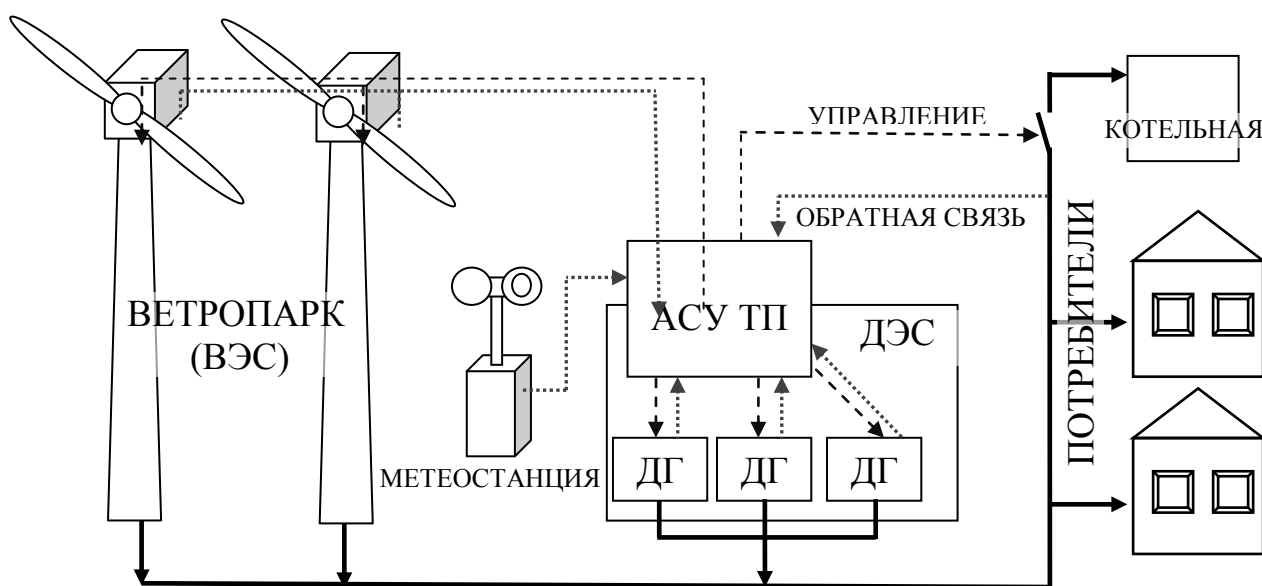 УПРАВЛЕНИЕ
КОТЕЛЬНАЯ
ОБРАТНАЯ СВЯЗЬ
ПОТРЕБИТЕЛИ
ВЕТРОПАРК
(ВЭС)
АСУ ТП
ДЭС
МЕТЕОСТАНЦИЯ
ДГ
ДГ
ДГ